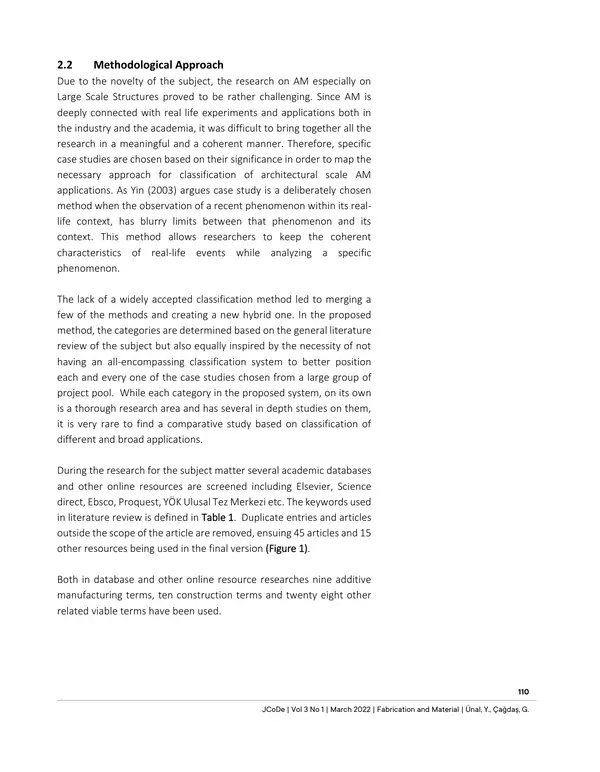 2.2 Methodological Approach
Due to the novelty of the subject, the research on AM especially on
Large Scale Structures proved to be rather challenging. Since AM is
deeply connected with real life experiments and applications both in
the industry and the academia, it was difficult to bring together all the
research in a meaningful and a coherent manner. Therefore, specific
case studies are chosen based on their significance in order to map the
necessary approach for classification of architectural scale AM
applications. As Yin (2003) argues case study is a deliberately chosen
method when the observation of a recent phenomenon within its real-
life context, has blurry limits between that phenomenon and its
context. This method allows researchers to keep the coherent
characteristics of real-life events while analyzing a specific
phenomenon.
The lack of a widely accepted classification method led to merging a
few of the methods and creating a new hybrid one. In the proposed
method, the categories are determined based on the general literature
review of the subject but also equally inspired by the necessity of not
having an all-encompassing classification system to better position
each and every one of the case studies chosen from a large group of
project pool. While each category in the proposed system, on its own
is a thorough research area and has several in depth studies on them,
it is very rare to find a comparative study based on classification of
different and broad applications.
During the research for the subject matter several academic databases
and other online resources are screened including Elsevier, Science
direct, Ebsco, Proquest, YÖK Ulusal Tez Merkezi etc. The keywords used
in literature review is defined in Table 1. Duplicate entries and articles
outside the scope of the article are removed, ensuing 45 articles and 15
other resources being used in the final version (Figure 1).
Both in database and other online resource researches nine additive
manufacturing terms, ten construction terms and twenty eight other
related viable terms have been used.
110
JCoDe | Vol 3 No 1 | March 2022 | Fabrication and Material | Ünal, Y., Çağdaş, G.